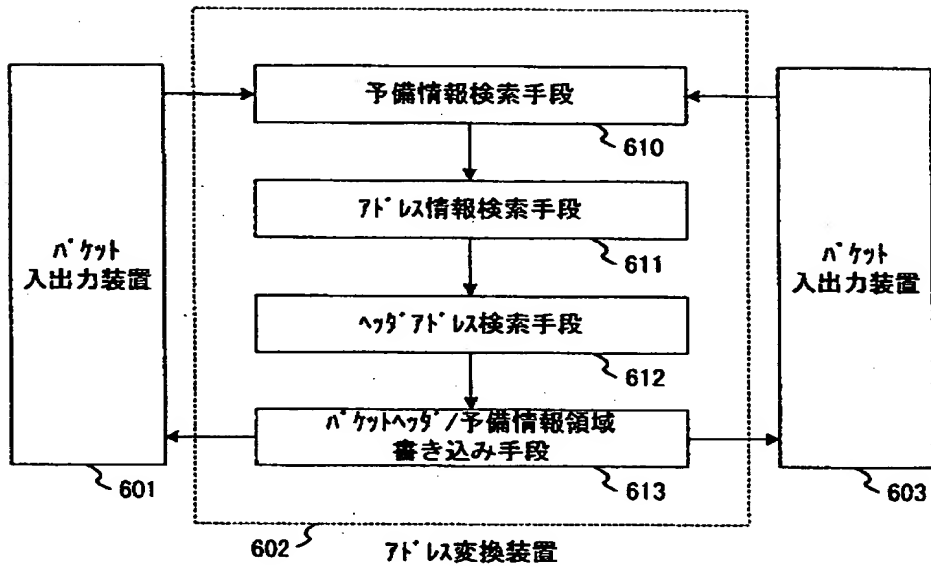 予備情報検索手段
610
アドレス情報検索手段
611
ヘッダアドレス検索手段
612
パケットヘッダ/予備情報領域
書き込み手段
613
パケット
入出力装置
601
パケット
入出力装置
603
602
アドレス変換装置